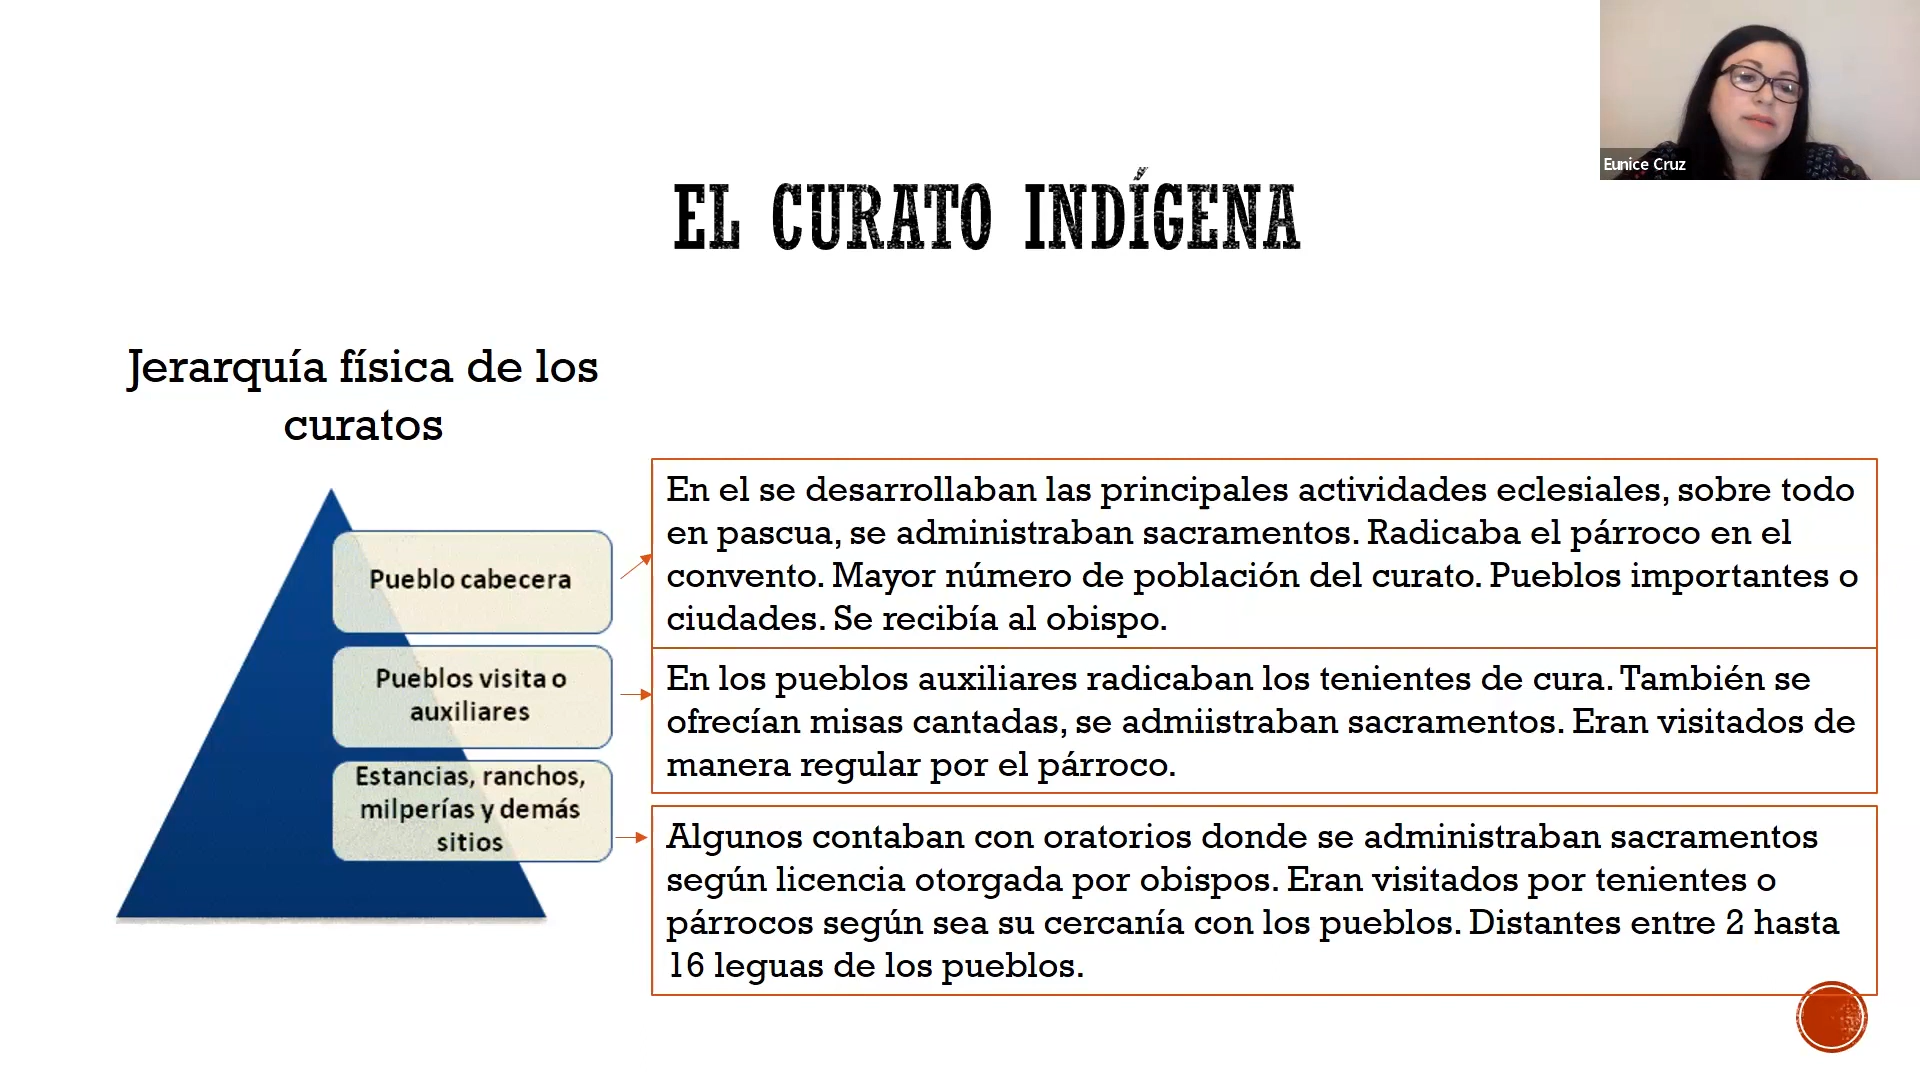 Eunice Cruz
EL CURATO INDÍGENA
Jerarquía física de los
curatos
Pueblo cabecera
En el se desarrollaban las principales actividades eclesiales, sobre todo
en pascua, se administraban sacramentos. Radicaba el párroco en el
convento. Mayor número de población del curato. Pueblos importantes o
ciudades. Se recibía al obispo.
Pueblos visita o
auxiliares
En los pueblos auxiliares radicaban los tenientes de cura. También se
ofrecían misas cantadas, se admiistraban sacramentos. Eran visitados de
manera regular por el párroco.
Estancias, ranchos,
milperías y demás
sitios
Algunos contaban con oratorios donde se administraban sacramentos
según licencia otorgada por obispos. Eran visitados por tenientes o
párrocos según sea su cercanía con los pueblos. Distantes entre 2 hasta
16 leguas de los pueblos.